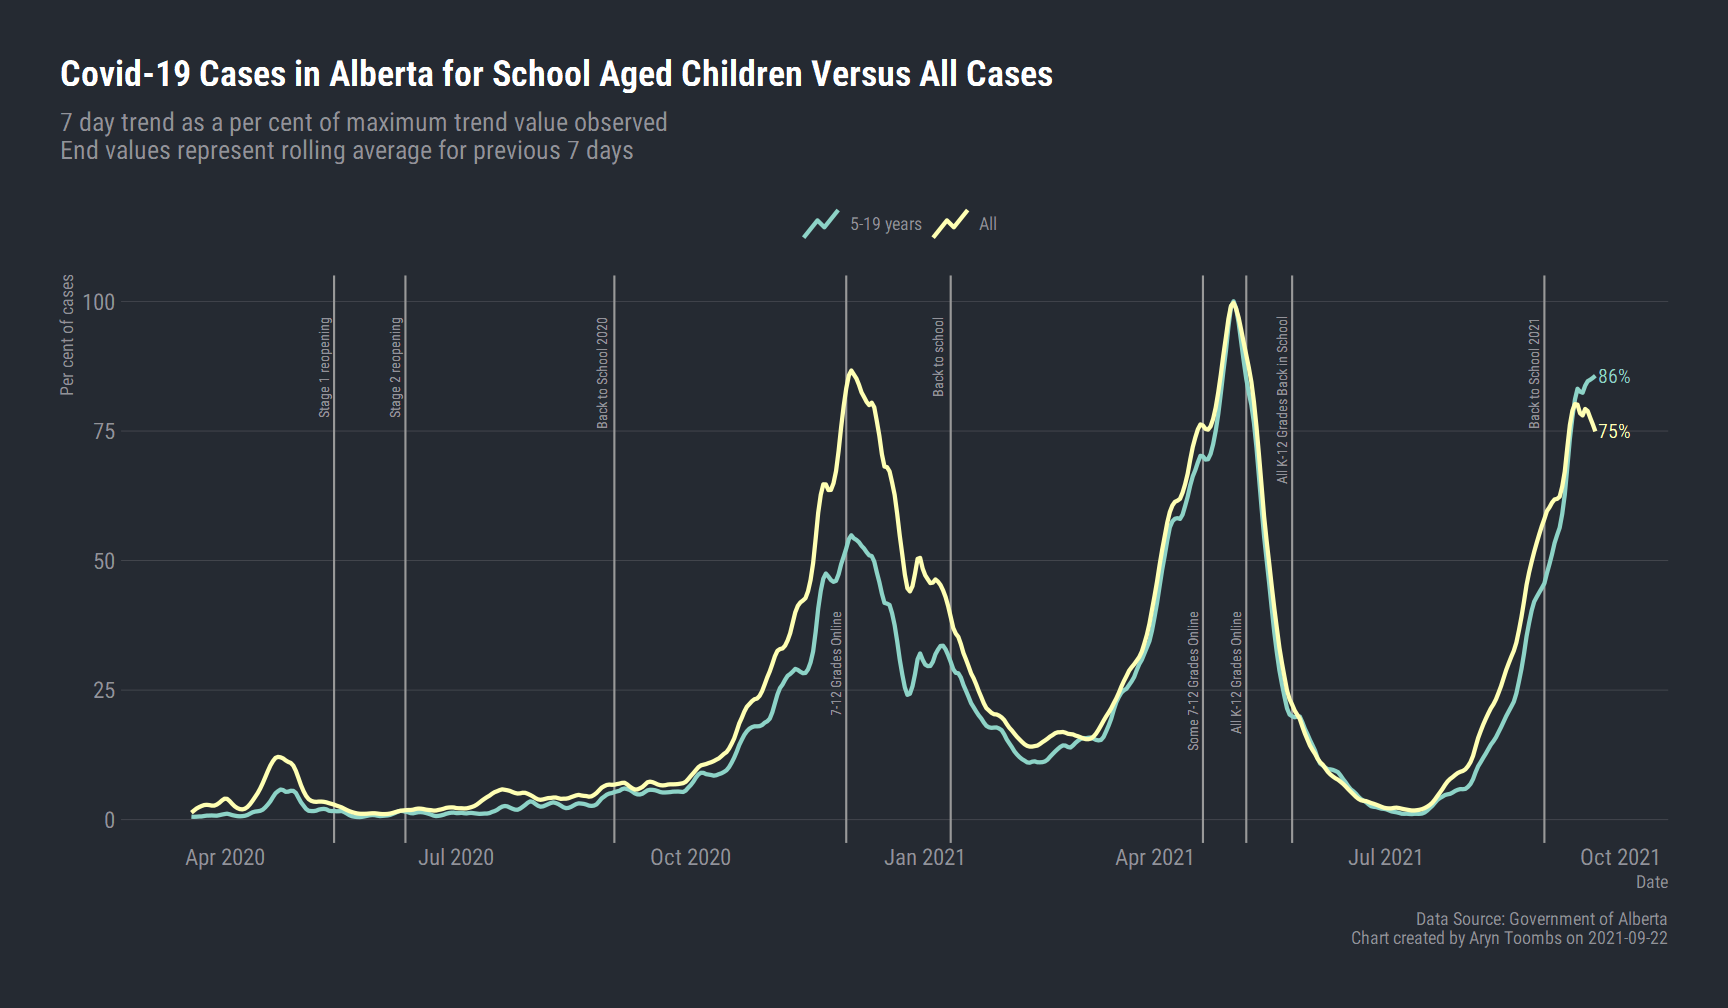 Covid-19 Cases in Alberta for School Aged Children Versus All Cases
7 day trend as a per cent of maximum trend value observed
End values represent rolling average for previous 7 days
5-19 years
All
Per cent of cases
100
75
50
25
0
Stage 1 reopening
Stage 2 reopening
Back to School 2020
7-12 Grades Online
Back to school
Some 7-12 Grades Online
All K-12 Grades Online
All K-12 Grades Back in School
Back to School 2021
86%
75%
Apr 2020
Jul 2020
Oct 2020
Jan 2021
Apr 2021
Jul 2021
Oct 2021
Date
Data Source: Government of Alberta
Chart created by Aryn Toombs on 2021-09-22